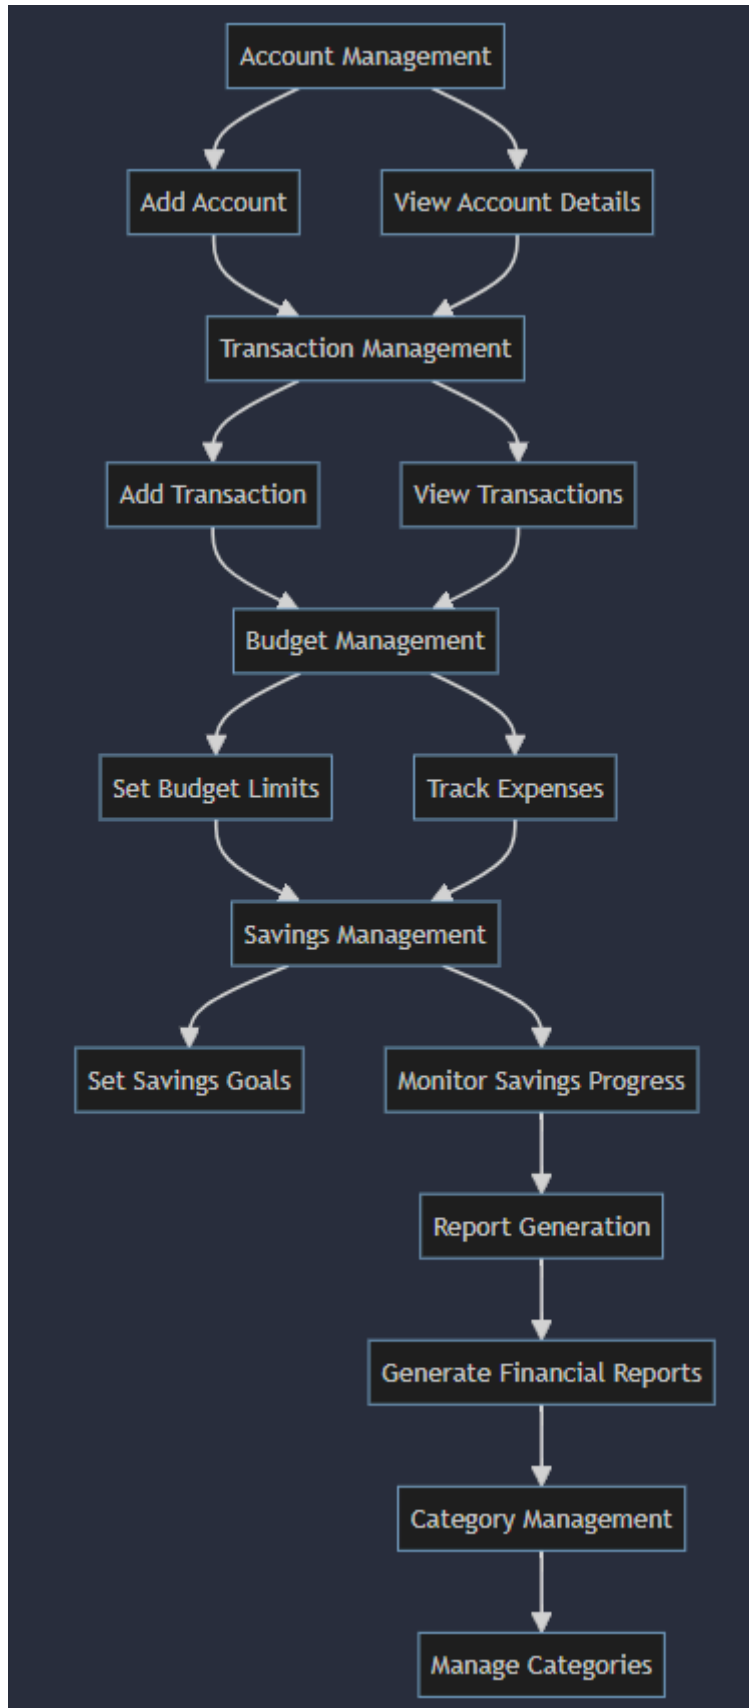 Account Management
Add Account
View Account Details
Transaction Management
Add Transaction
View Transactions
Budget Management
Set Budget Limits
Track Expenses
Savings Management
Set Savings Goals
Monitor Savings Progress
Report Generation
Generate Financial Reports
Category Management
Manage Categories